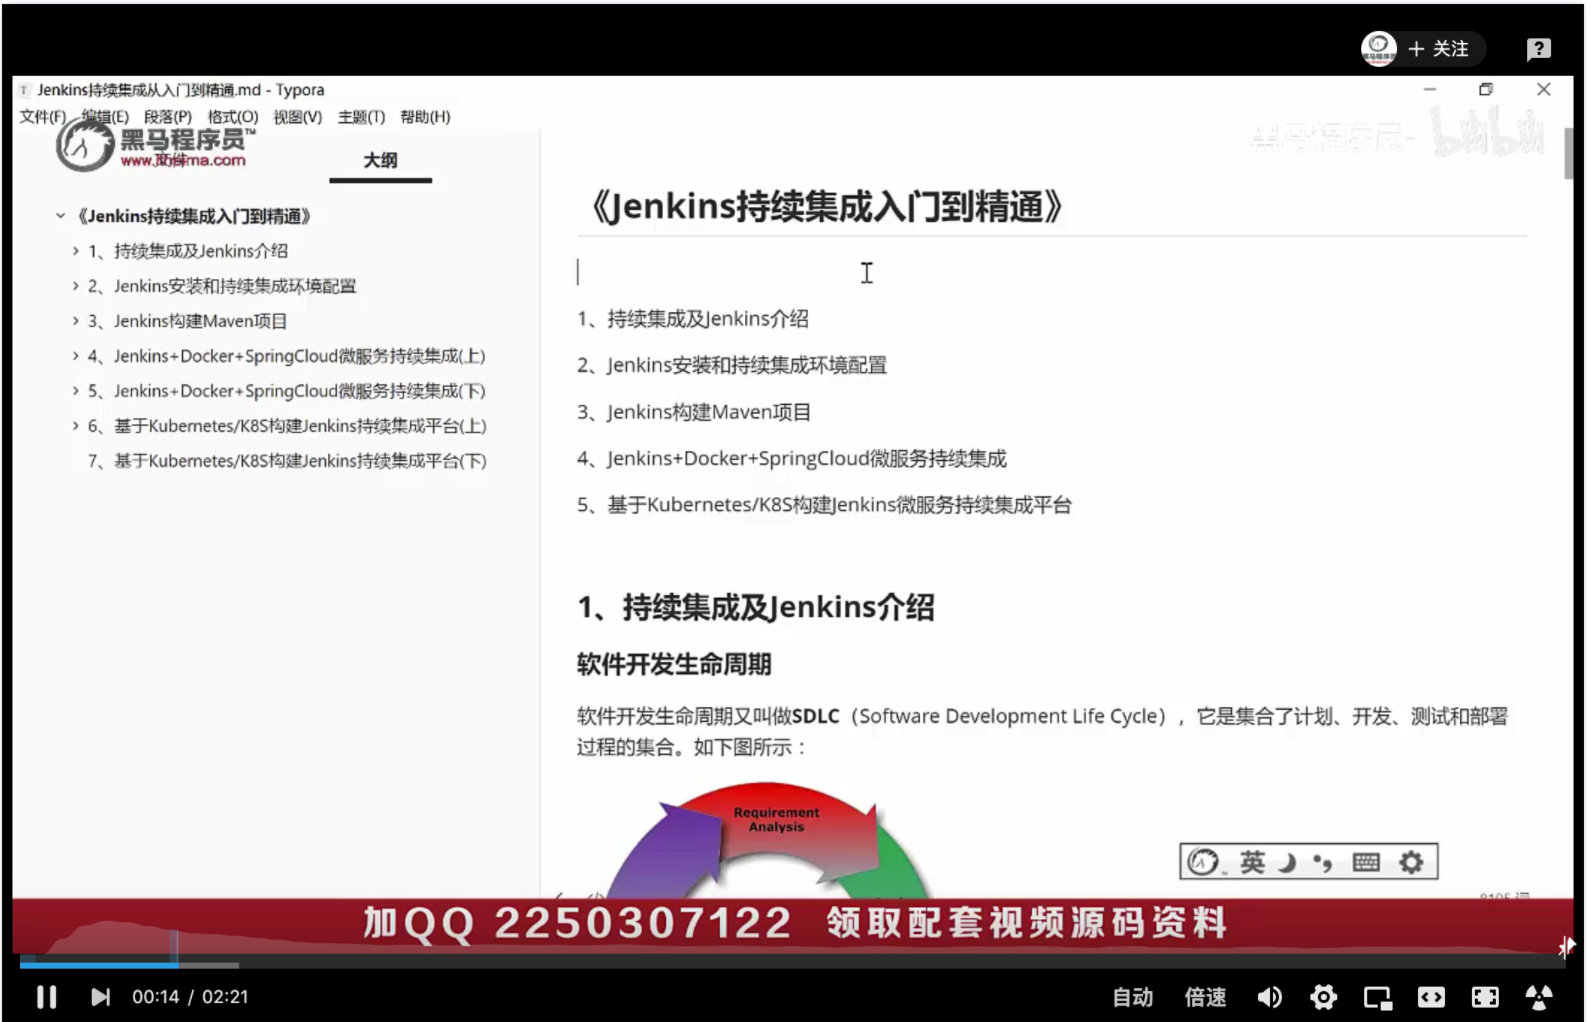 + 关注
?
Jenkins持续集成从入门到精通.md - Typora
文件(F) 编辑(E) 段落(P) 格式(O) 视图(V) 主题(T) 帮助(H)
黑马程序员™
www.itheima.com
文件
大纲
黑马程序员- bilibili
《Jenkins持续集成入门到精通》
1、持续集成及Jenkins介绍
2、Jenkins安装和持续集成环境配置
3、Jenkins构建Maven项目
4、Jenkins+Docker+SpringCloud微服务持续集成(上)
5、Jenkins+Docker+SpringCloud微服务持续集成(下)
6、基于Kubernetes/K8S构建Jenkins持续集成平台(上)
7、基于Kubernetes/K8S构建Jenkins持续集成平台(下)
《Jenkins持续集成入门到精通》
1、持续集成及Jenkins介绍
2、Jenkins安装和持续集成环境配置
3、Jenkins构建Maven项目
4、Jenkins+Docker+SpringCloud微服务持续集成
5、基于Kubernetes/K8S构建Jenkins微服务持续集成平台
1、持续集成及Jenkins介绍
软件开发生命周期
软件开发生命周期又叫做SDLC（Software Development Life Cycle），它是集合了计划、开发、测试和部署
过程的集合。如下图所示：
Requirement
Analysis
英
加QQ 2250307122 领取配套视频源码资料
00:14 / 02:21
自动 倍速